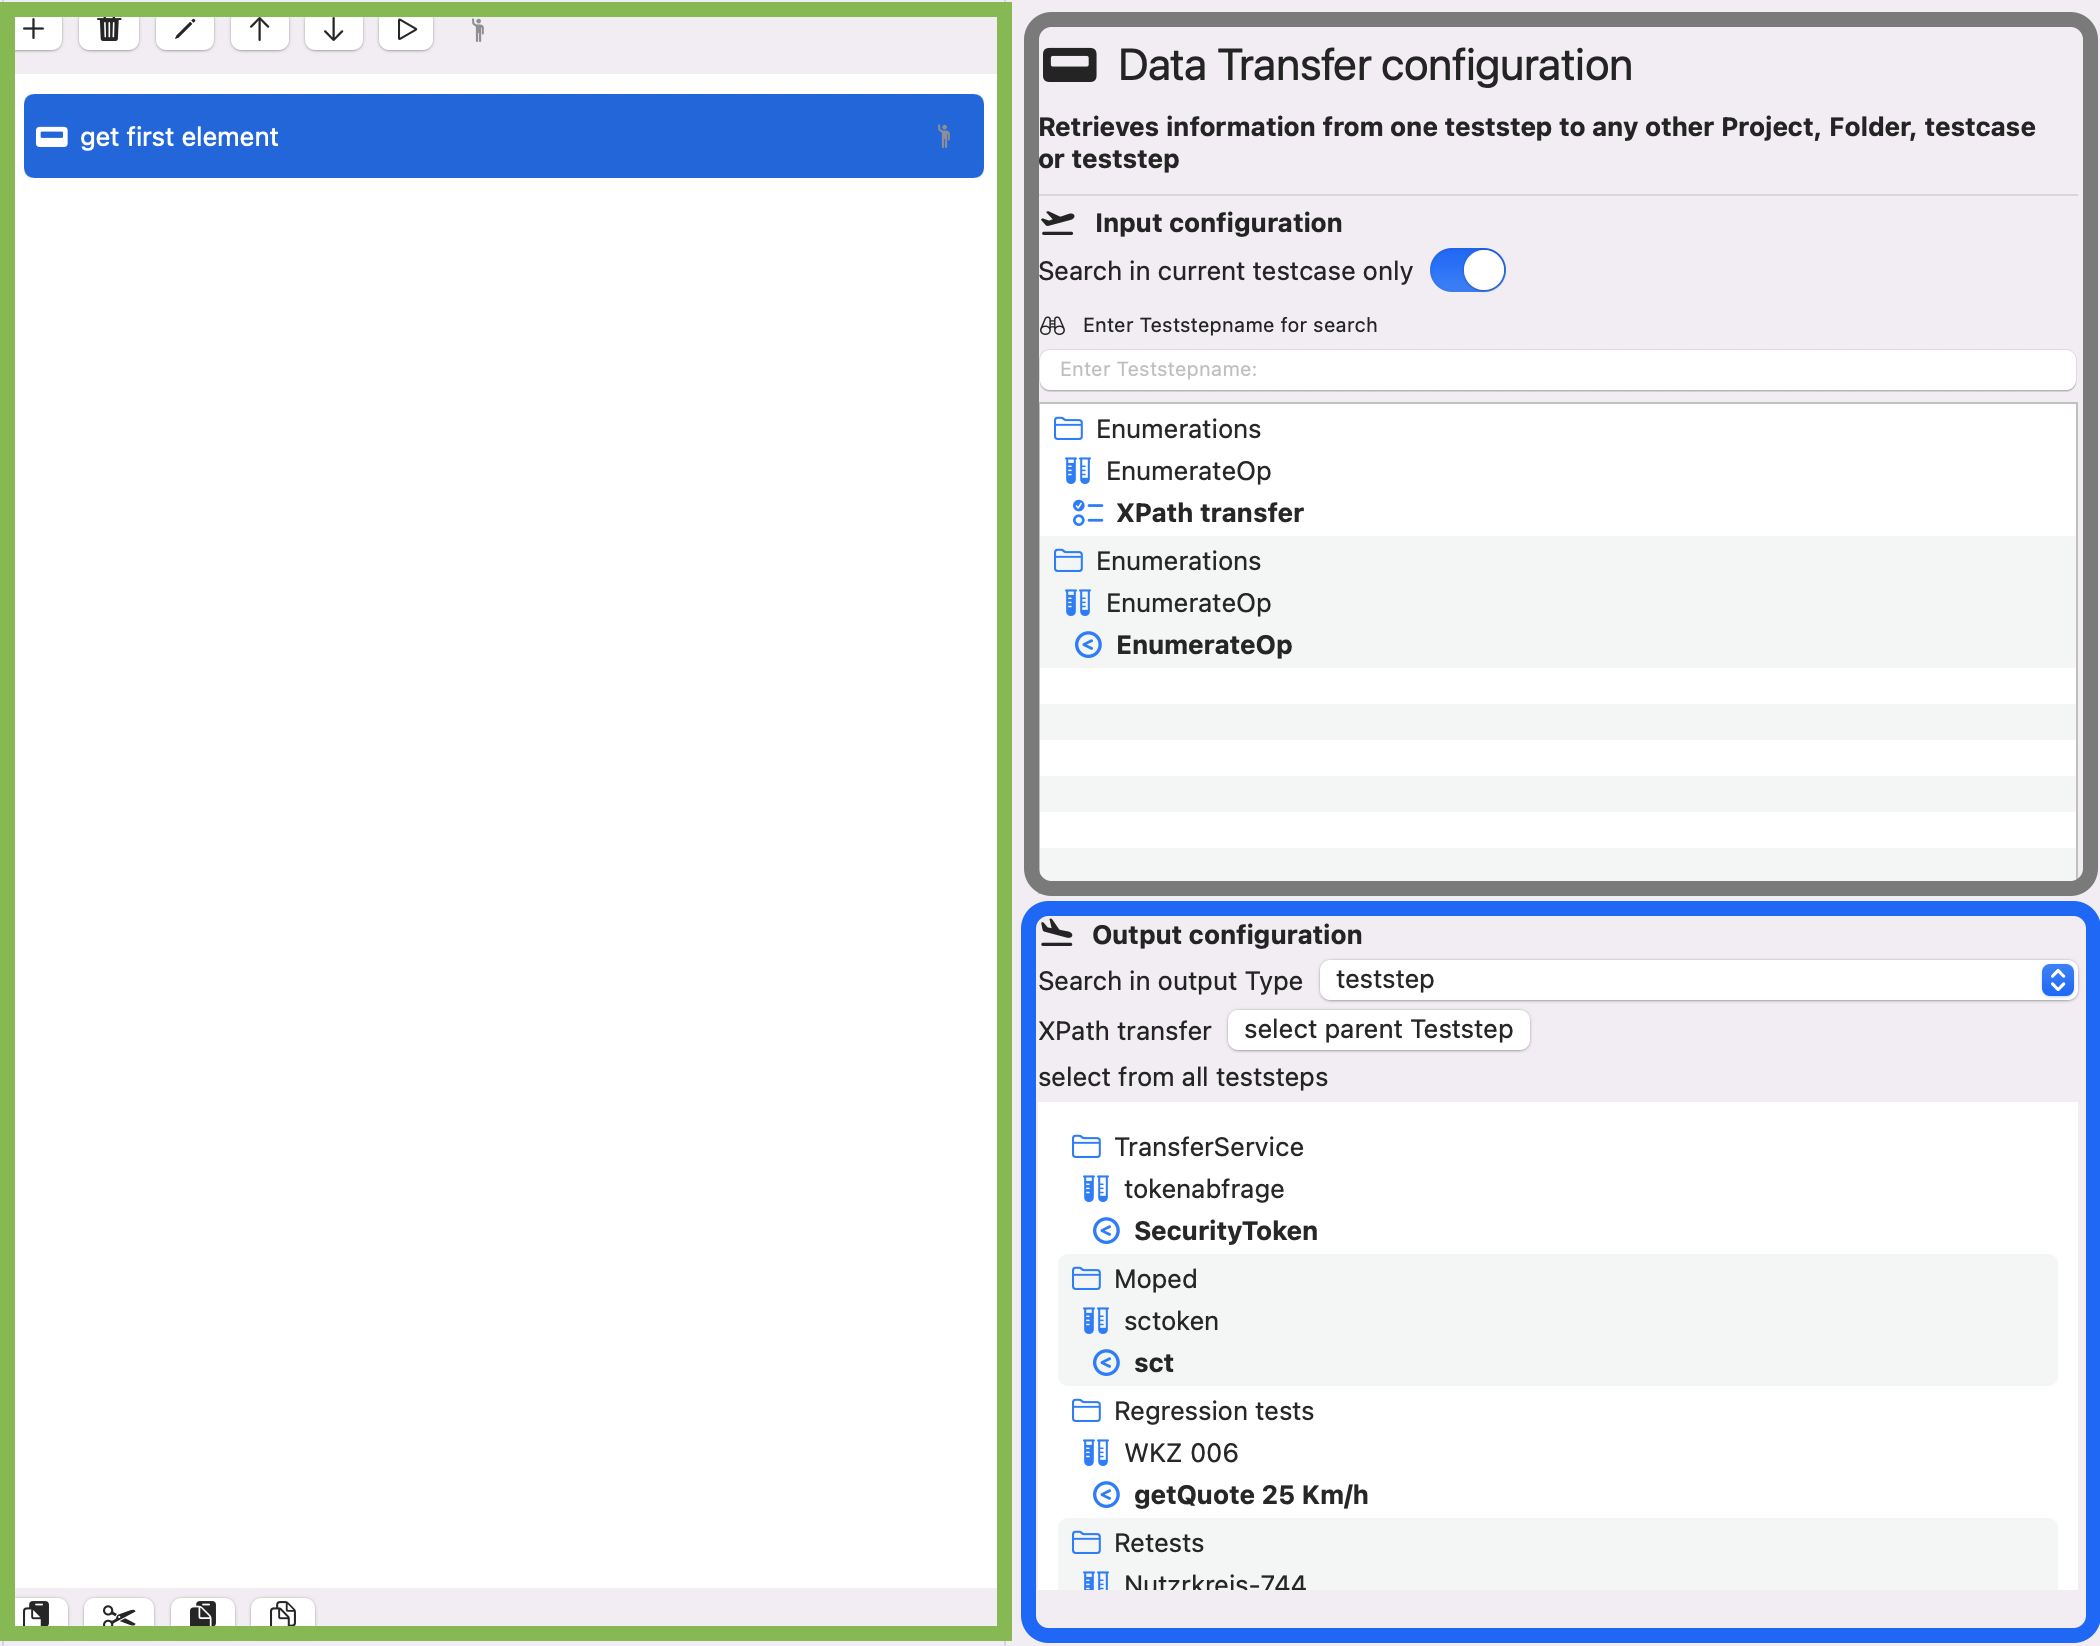 get first element
Data Transfer configuration
Retrieves information from one teststep to any other Project, Folder, testcase
or teststep
Input configuration
Search in current testcase only
Enter Teststepname for search
Enter Teststepname:
Enumerations
EnumerateOp
XPath transfer
Enumerations
EnumerateOp
EnumerateOp
Output configuration
Search in output Type teststep
XPath transfer select parent Teststep
select from all teststeps
TransferService
tokenabfrage
SecurityToken
Moped
sctoken
sct
Regression tests
WKZ 006
getQuote 25 Km/h
Retests
Nutzrkreis-744